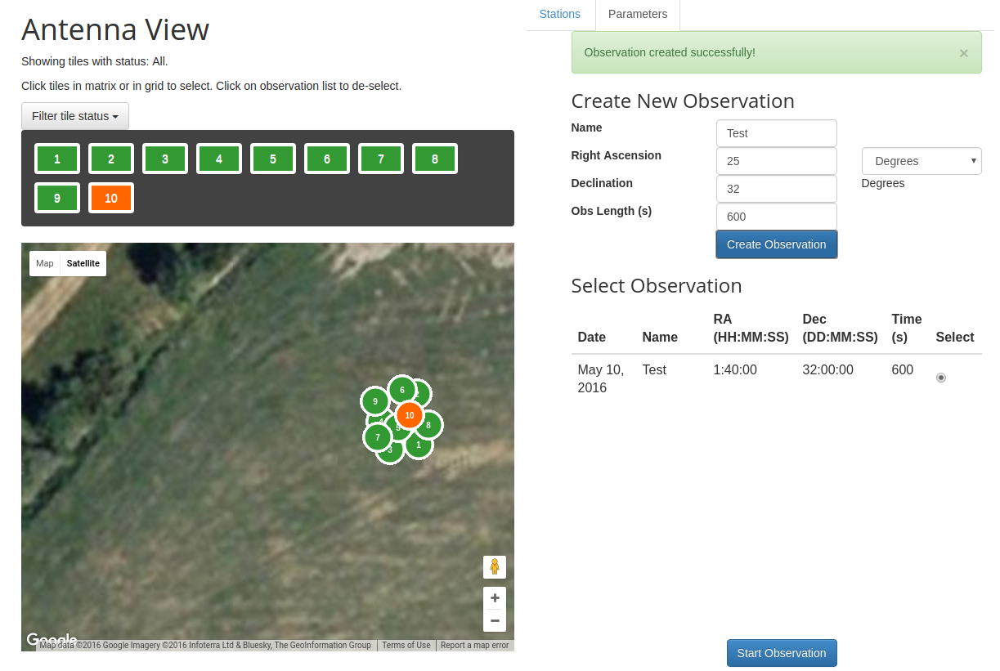 Antenna View
Showing tiles with status: All.
Click tiles in matrix or in grid to select. Click on observation list to de-select.
Filter tile status
1 2 3 4 5 6 7 8
9 10
Map Satellite
6 2
9
10
4 5 8
7
3 1
+
−
Google
Map data ©2016 Google Imagery ©2016 Infoterra Ltd & Bluesky, The GeoInformation Group Terms of Use Report a map error
Stations Parameters
Observation created successfully! ×
Create New Observation
Name Test
Right Ascension 25 Degrees
Declination 32 Degrees
Obs Length (s) 600
Create Observation
Select Observation
Date Name RA (HH:MM:SS) Dec (DD:MM:SS) Time (s) Select
May 10, 2016 Test 1:40:00 32:00:00 600
Start Observation